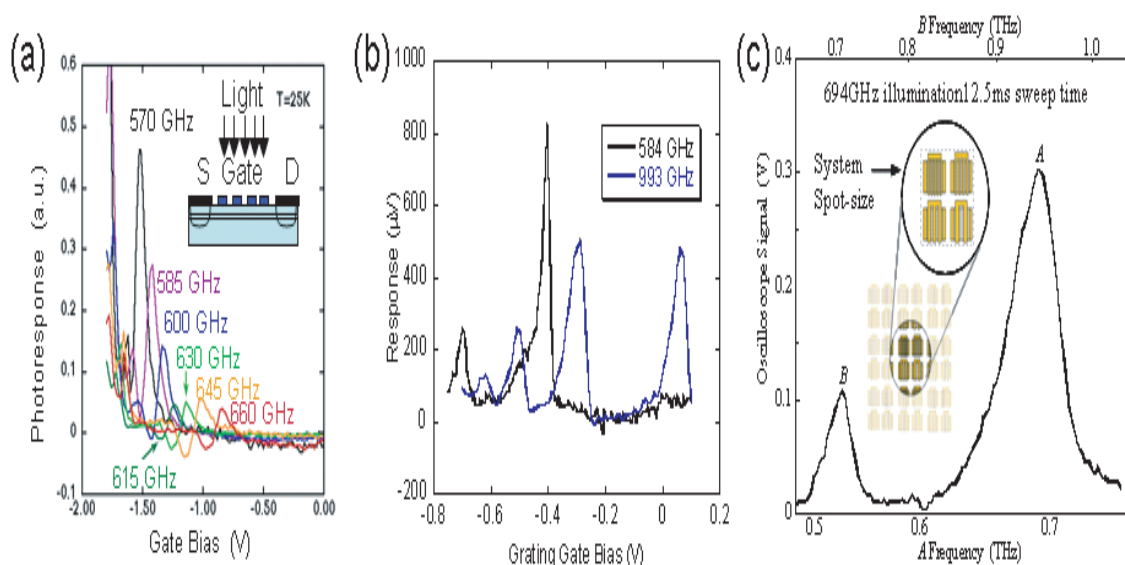 (a)
0.6
0.5
0.4
0.3
0.2
0.1
0
-0.1
Photoresponse (a.u.)
-2.00
-1.50
-1.00
-0.50
0.00
Gate Bias (V)
Light
T=25K
S Gate D
570 GHz
585 GHz
600 GHz
630 GHz
645 GHz
660 GHz
615 GHz
(b)
1000
800
600
400
200
0
-200
Response (µV)
584 GHz
993 GHz
-0.8
-0.6
-0.4
-0.2
0
0.2
Grating Gate Bias(V)
(c)
B Frequency (THz)
0.7
0.8
0.9
1.0
0.4
0.3
0.2
0.1
0
Oscilloscope Signal (V)
694GHz illumination12.5ms sweep time
System
Spot-size
A
B
0.5
0.6
0.7
A Frequency (THz)